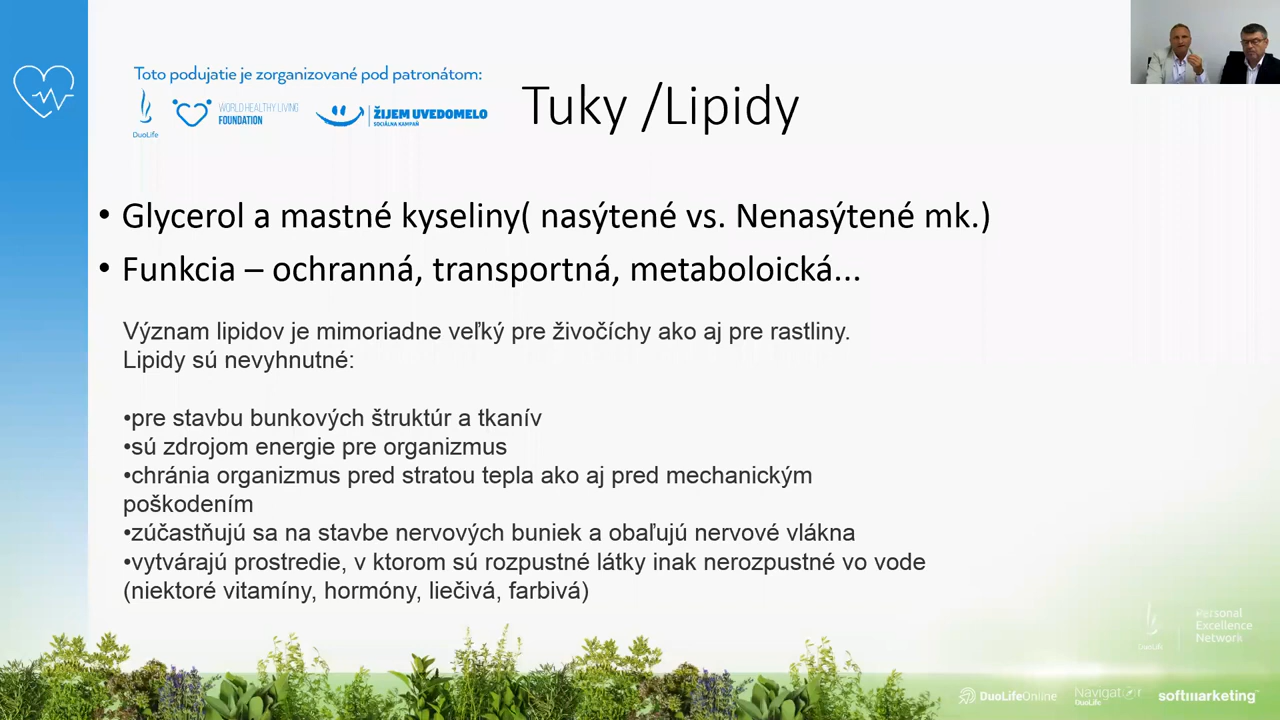 Toto podujatie je zorganizované pod patronátom:
DuoLife
WORLD HEALTHY LIVING
FOUNDATION
ŽIJEM UVEDOMELO
SOCIÁLNA KAMPAŇ
Tuky /Lipidy
• Glycerol a mastné kyseliny( nasýtené vs. Nenasýtené mk.)
• Funkcia – ochranná, transportná, metaboloická...
Význam lipidov je mimoriadne veľký pre živočíchy ako aj pre rastliny.
Lipidy sú nevyhnutné:
•pre stavbu bunkových štruktúr a tkanív
•sú zdrojom energie pre organizmus
•chránia organizmus pred stratou tepla ako aj pred mechanickým
poškodením
•zúčastňujú sa na stavbe nervových buniek a obaľujú nervové vlákna
•vytvárajú prostredie, v ktorom sú rozpustné látky inak nerozpustné vo vode
(niektoré vitamíny, hormóny, liečivá, farbivá)
DuoLife
Personal
Excellence
Network
DuoLifeOnline
Navigator
DuoLife
softmarketing